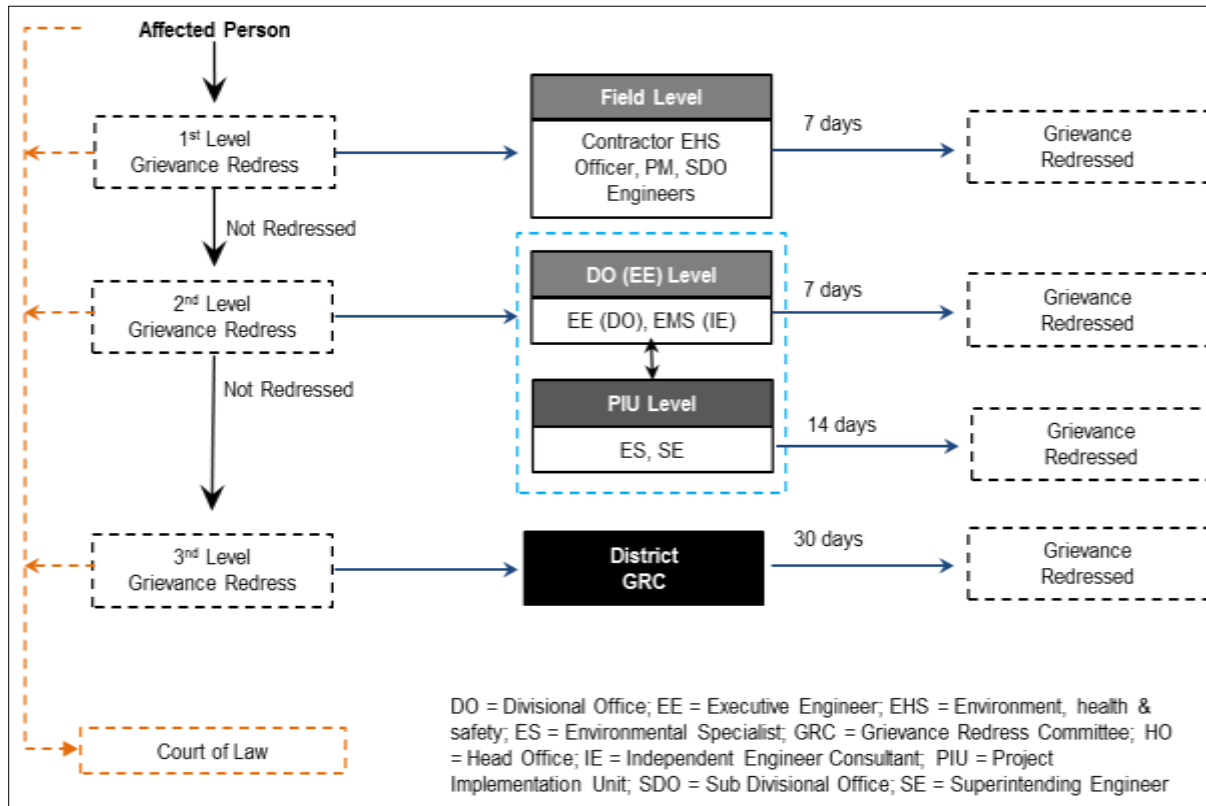 Affected Person
1st Level
Grievance Redress
Field Level
Contractor EHS
Officer, PM, SDO
Engineers
7 days
Grievance
Redressed
Not Redressed
2nd Level
Grievance Redress
DO (EE) Level
EE (DO), EMS (IE)
7 days
Grievance
Redressed
Not Redressed
PIU Level
ES, SE
14 days
Grievance
Redressed
3rd Level
Grievance Redress
District
GRC
30 days
Grievance
Redressed
Court of Law
DO = Divisional Office; EE = Executive Engineer; EHS = Environment, health &
safety; ES = Environmental Specialist; GRC = Grievance Redress Committee; HO
= Head Office; IE = Independent Engineer Consultant; PIU = Project
Implementation Unit; SDO = Sub Divisional Office; SE = Superintending Engineer